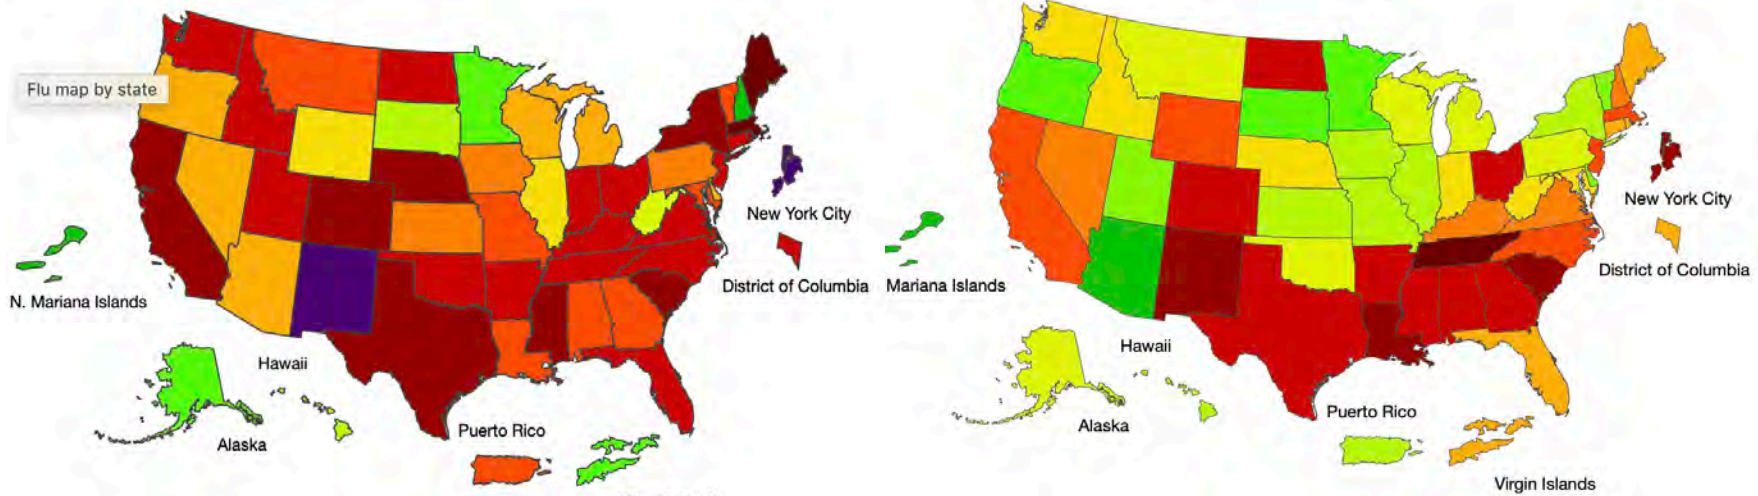 Flu map by state
New York City
District of Columbia
N. Mariana Islands
Hawaii
Alaska
Puerto Rico
New York City
District of Columbia
Mariana Islands
Hawaii
Alaska
Puerto Rico
Virgin Islands